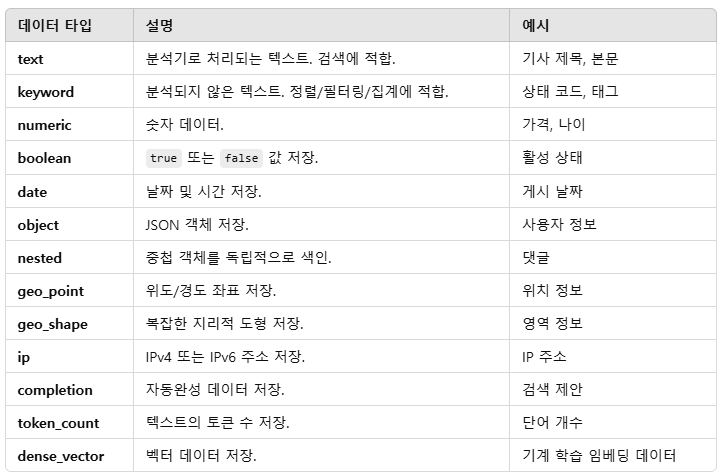 데이터 타입 설명 예시
text 분석기로 처리되는 텍스트. 검색에 적합. 기사 제목, 본문
keyword 분석되지 않은 텍스트. 정렬/필터링/집계에 적합. 상태 코드, 태그
numeric 숫자 데이터. 가격, 나이
boolean true 또는 false 값 저장. 활성 상태
date 날짜 및 시간 저장. 게시 날짜
object JSON 객체 저장. 사용자 정보
nested 중첩 객체를 독립적으로 색인. 댓글
geo_point 위도/경도 좌표 저장. 위치 정보
geo_shape 복잡한 지리적 도형 저장. 영역 정보
ip IPv4 또는 IPv6 주소 저장. IP 주소
completion 자동완성 데이터 저장. 검색 제안
token_count 텍스트의 토큰 수 저장. 단어 개수
dense_vector 벡터 데이터 저장. 기계 학습 임베딩 데이터